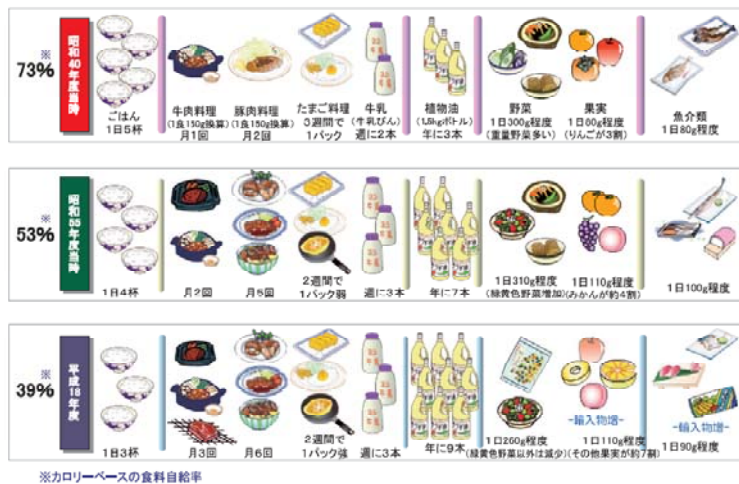 ※
73%
昭和40年度当時
ごはん
1日5杯
牛肉料理
(1食150g換算)
月1回
豚肉料理
(1食150g換算)
月2回
たまご料理
3週間で
1パック
牛乳
(牛乳びん)
週に2本
植物油
(1.5kgボトル)
年に3本
野菜
1日300g程度
(重量野菜多い)
果実
1日60g程度
(りんごが3割)
魚介類
1日80g程度
※
53%
昭和55年度当時
1日4杯
月2回
月5回
2週間で
1パック弱
週に3本
年に7本
1日310g程度
(緑黄色野菜増加)
1日110g程度
(みかんが約4割)
1日100g程度
※
39%
平成18年度
1日3杯
月3回
月6回
2週間で
1パック強
週に3本
年に9本
1日260g程度
(緑黄色野菜以外は減少)
-輸入物増-
1日110g程度
(その他果実が約7割)
-輸入物増-
1日90g程度
※カロリーベースの食料自給率